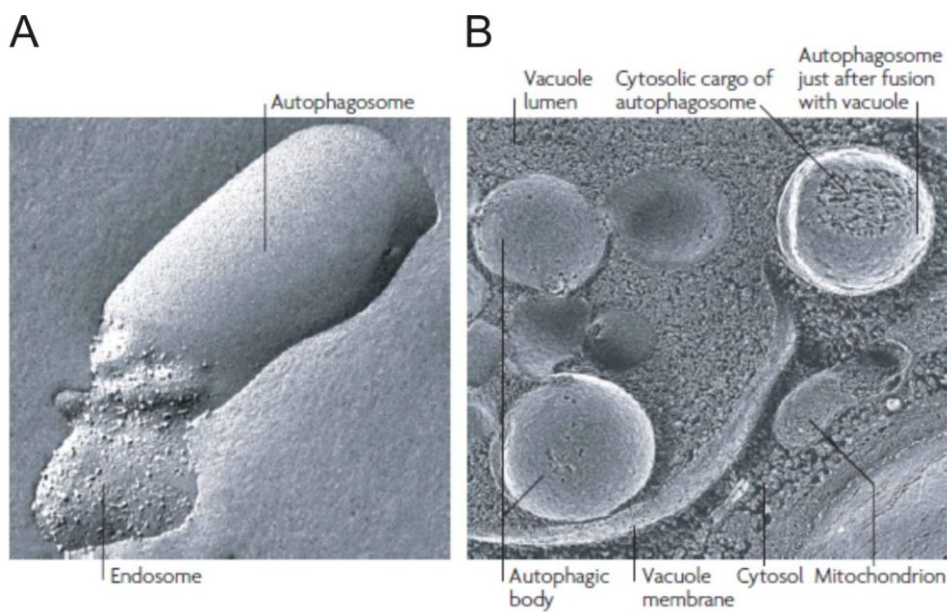 A
B
Autophagosome
Vacuole
lumen
Cytosolic cargo of
autophagosome
Autophagosome
just after fusion
with vacuole
Endosome
Autophagic
body
Vacuole
membrane
Cytosol
Mitochondrion